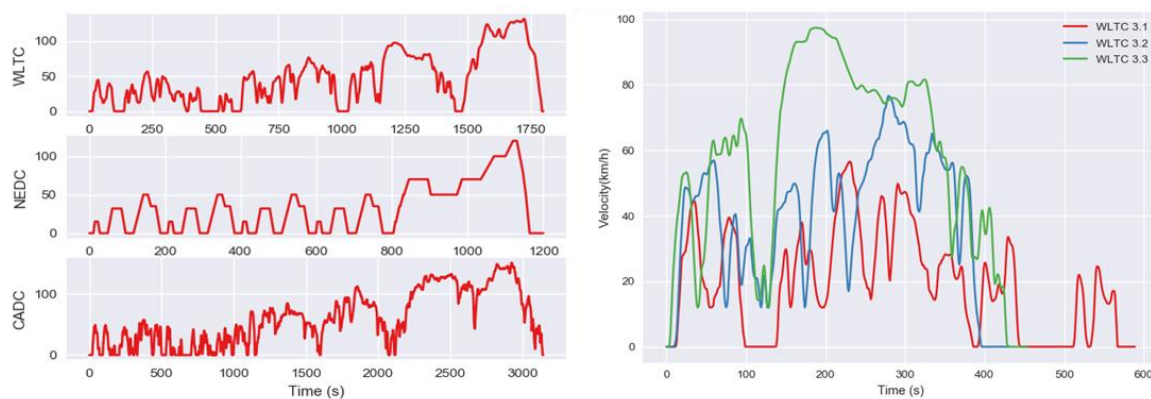 WLTC
100
50
0
0 250 500 750 1000 1250 1500 1750
NEDC
100
50
0
0 200 400 600 800 1000 1200
CADC
100
0
0 500 1000 1500 2000 2500 3000
Time (s)
100
80
60
40
20
0
Velocity(km/h)
0 100 200 300 400 500 600
Time (s)
WLTC 3.1
WLTC 3.2
WLTC 3.3